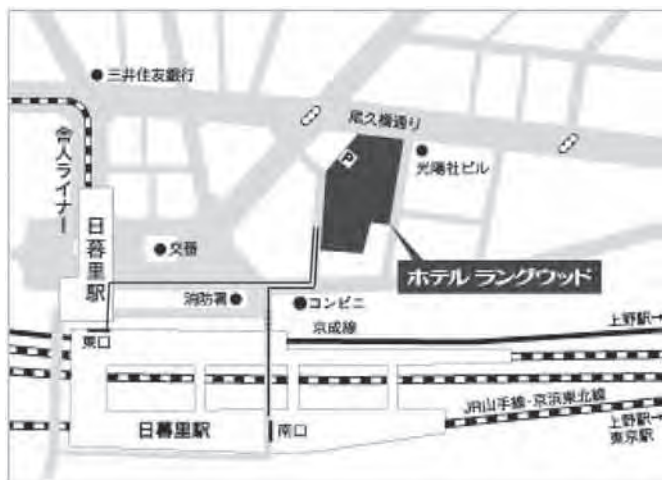 三井住友銀行
尾久橋通り
P
光陽社ビル
舎人ライナー
日暮里駅
交番
ホテル ラングウッド
消防署
コンビニ
東口
京成線
上野駅→
JR山手線・京浜東北線
日暮里駅
南口
上野駅→
東京駅